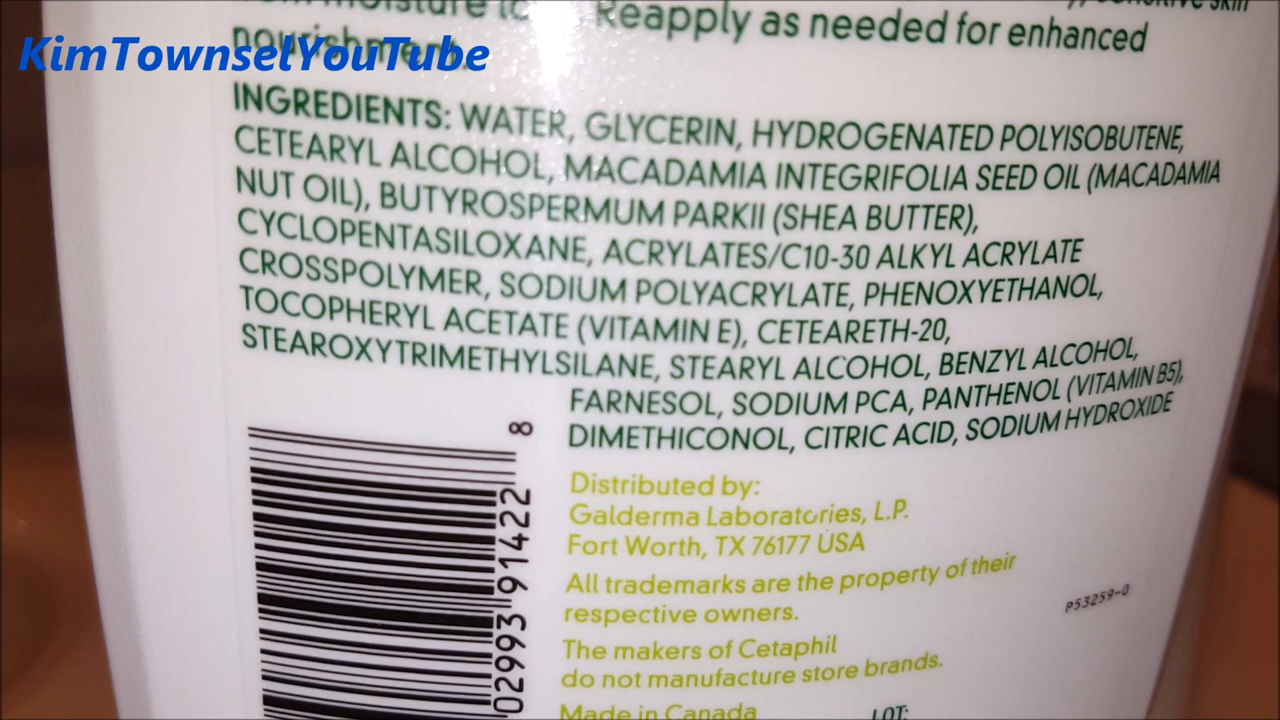 sensitive skin
Reapply as needed for enhanced
KimTownselYouTube
INGREDIENTS: WATER, GLYCERIN, HYDROGENATED POLYISOBUTENE,
CETEARYL ALCOHOL, MACADAMIA INTEGRIFOLIA SEED OIL (MACADAMIA
NUT OIL), BUTYROSPERMUM PARKII (SHEA BUTTER),
CYCLOPENTASILOXANE, ACRYLATES/C10-30 ALKYL ACRYLATE
CROSSPOLYMER, SODIUM POLYACRYLATE, PHENOXYETHANOL,
TOCOPHERYL ACETATE (VITAMIN E), CETEARETH-20,
STEAROXYTRIMETHYLSILANE, STEARYL ALCOHOL, BENZYL ALCOHOL,
FARNESOL, SODIUM PCA, PANTHENOL (VITAMIN B5),
DIMETHICONOL, CITRIC ACID, SODIUM HYDROXIDE
8
02993 91422
Distributed by:
Galderma Laboratories, L.P.
Fort Worth, TX 76177 USA
All trademarks are the property of their
respective owners.
P53259-0
The makers of Cetaphil
do not manufacture store brands.
Made in Canada
LOT: